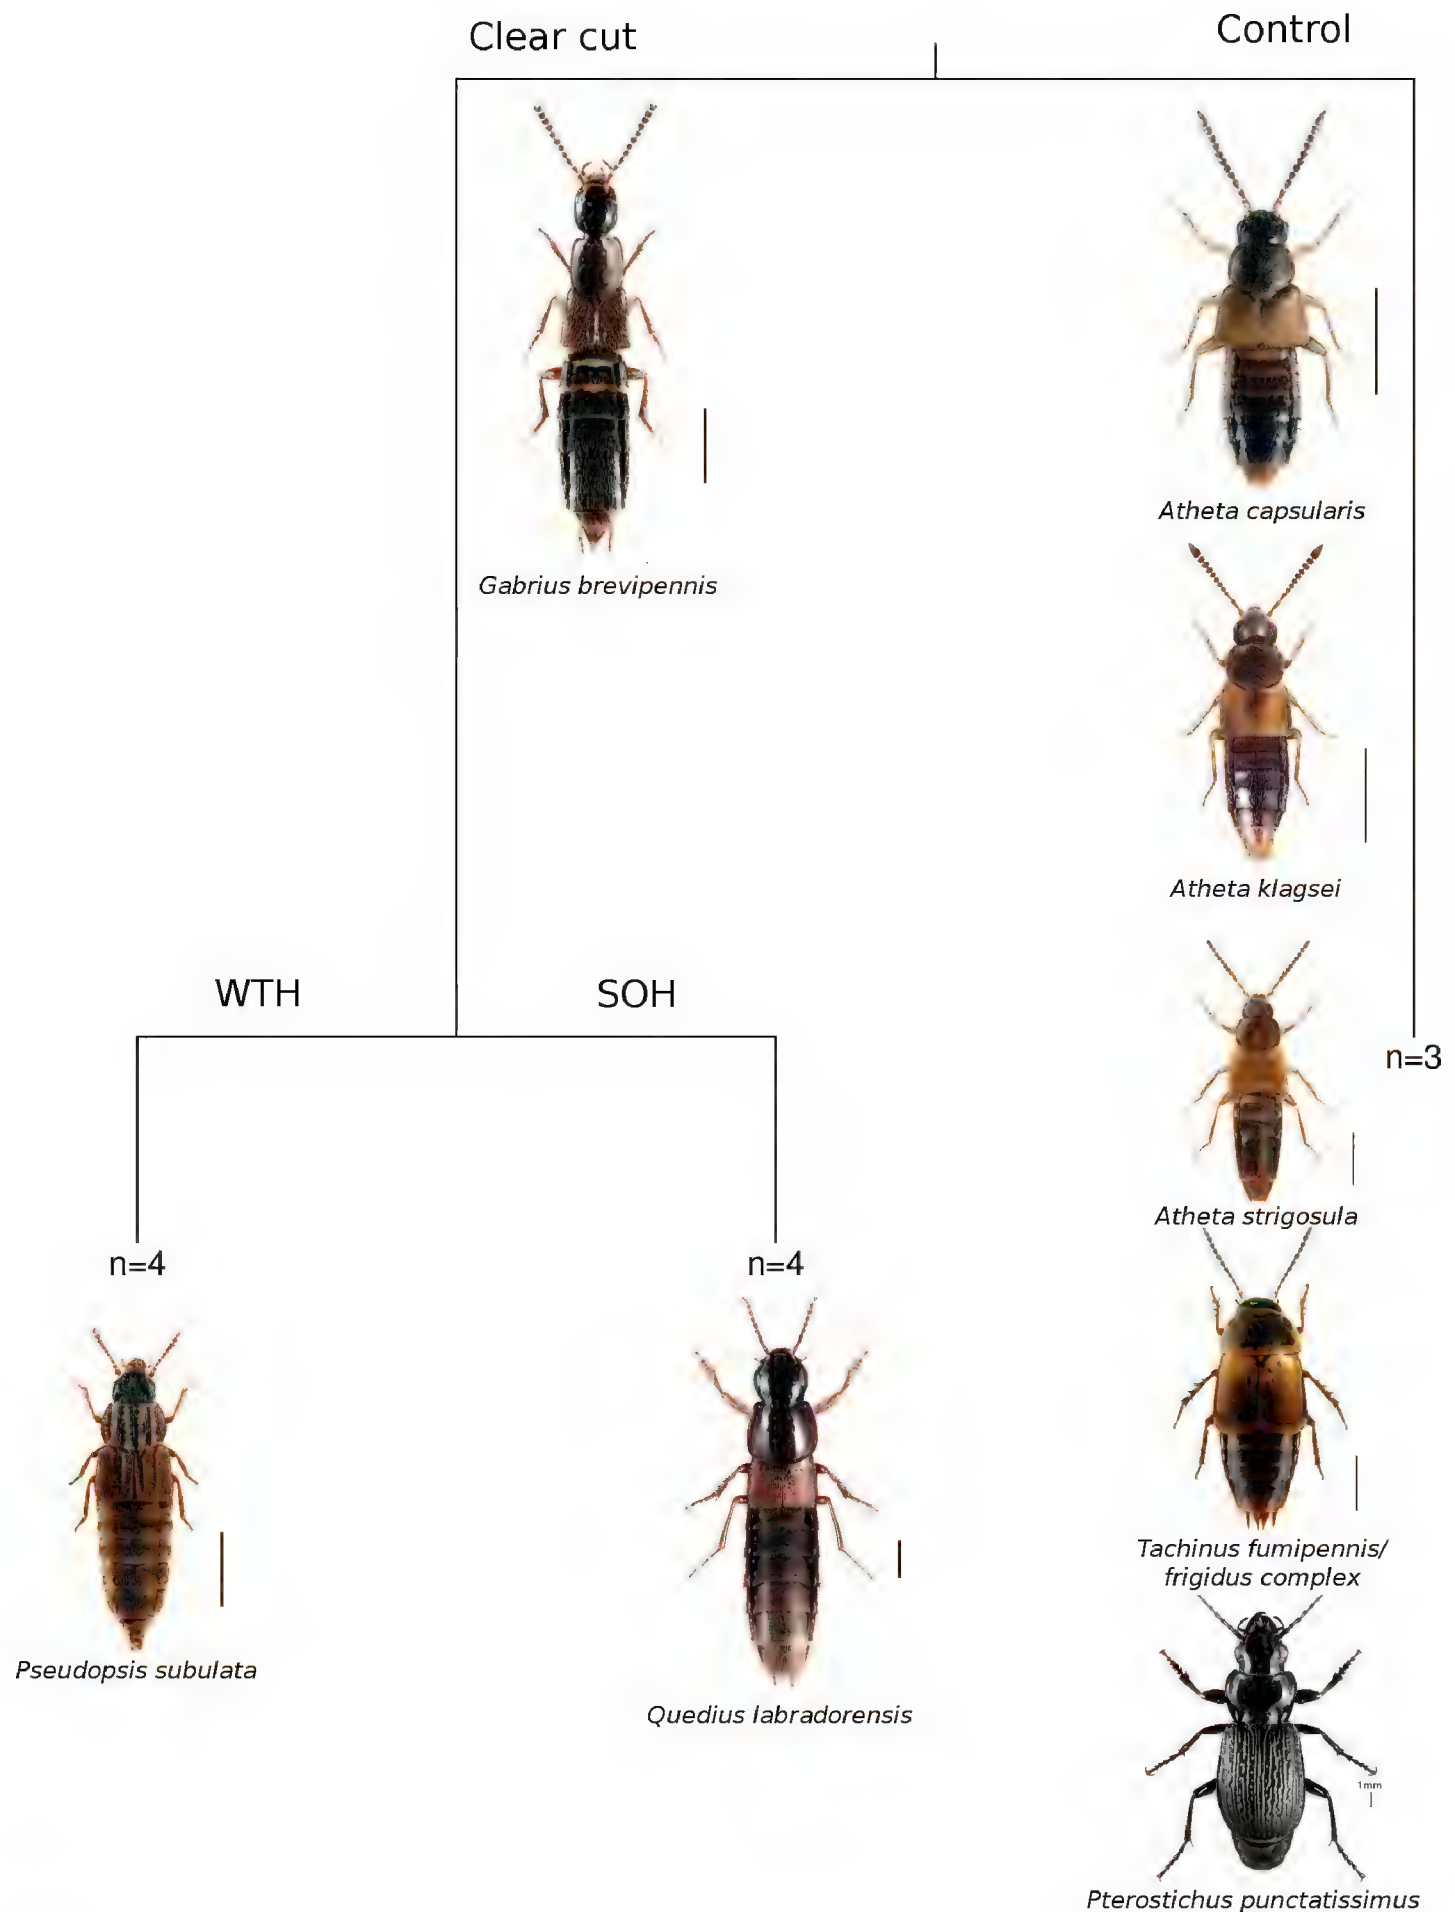 Clear cut
Control
Gabrius brevipennis
Atheta capsularis
Atheta klagsei
WTH
SOH
n=3
Atheta strigosula
n=4
n=4
Tachinus fumipennis/
frigidus complex
Pseudopsis subulata
Quedius labradorensis
1mm
Pterostichus punctatissimus